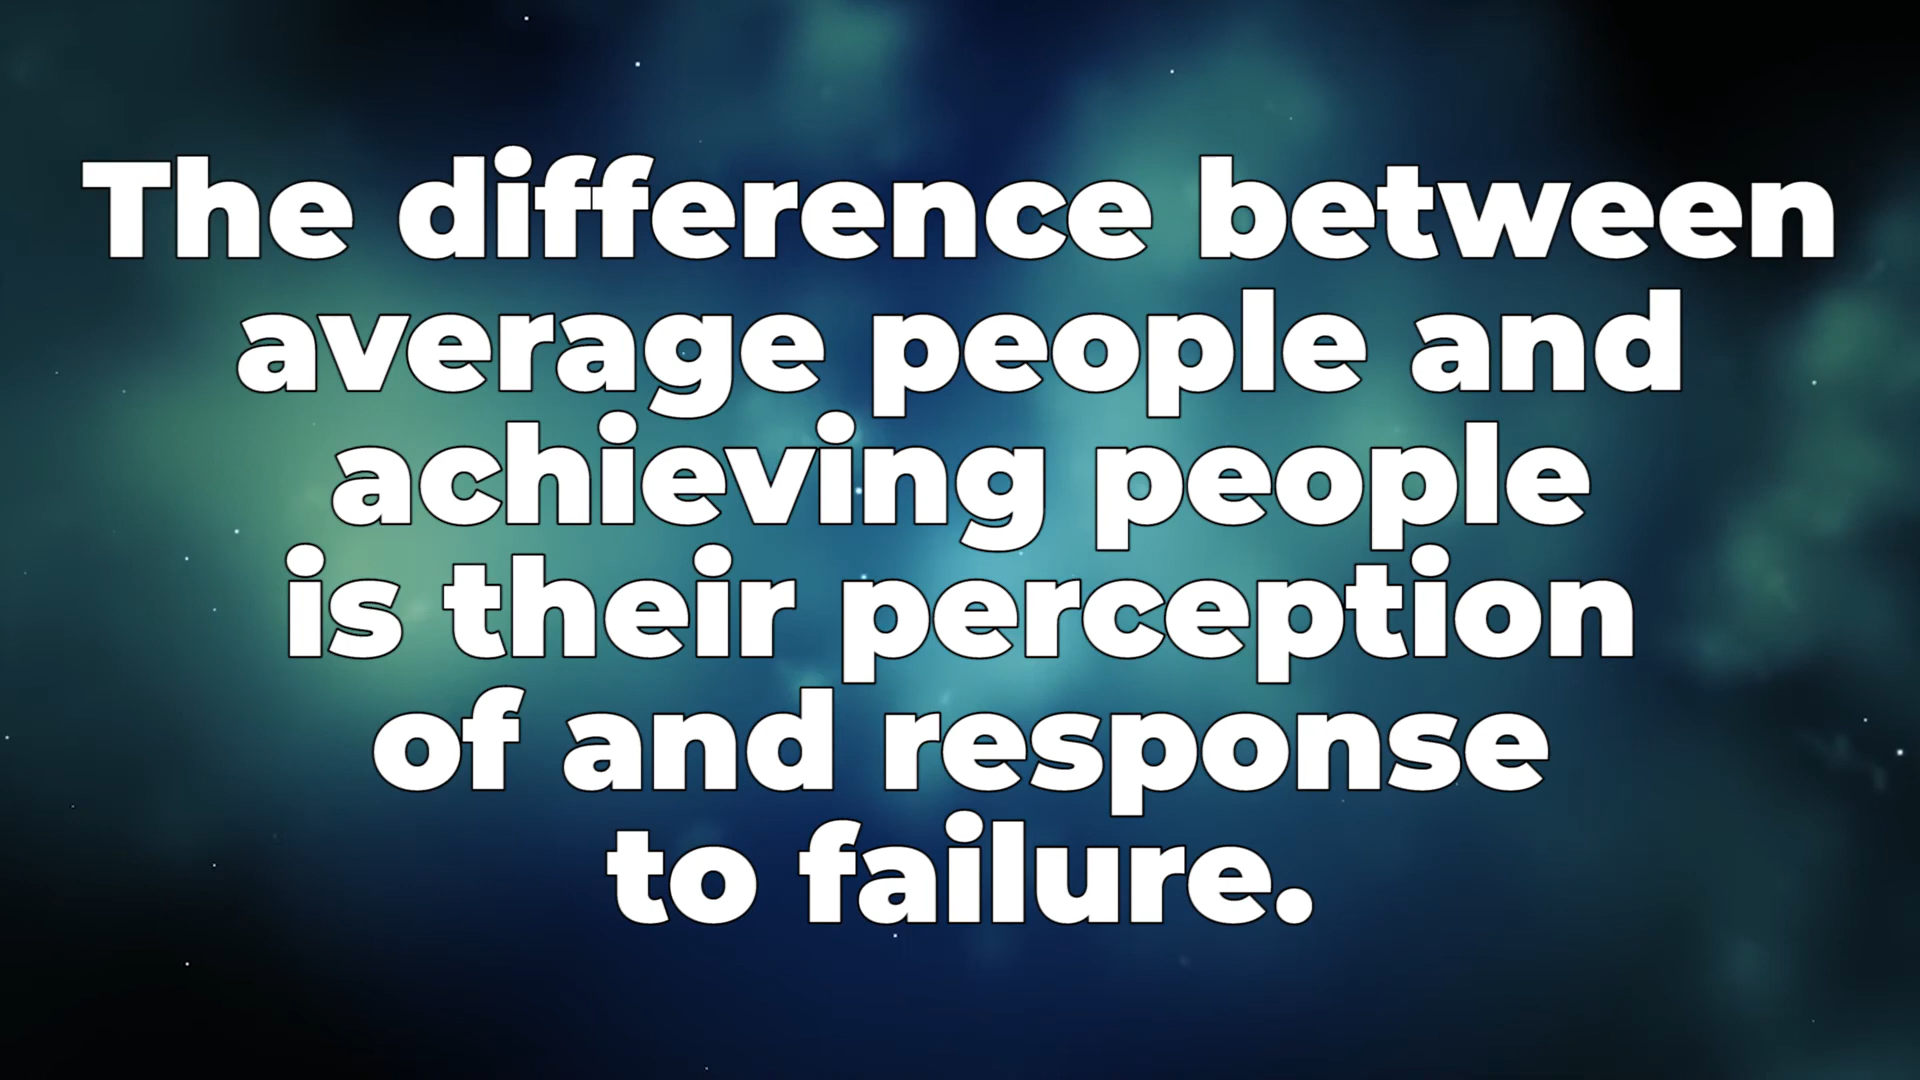 The difference between
average people and
achieving people
is their perception
of and response
to failure.